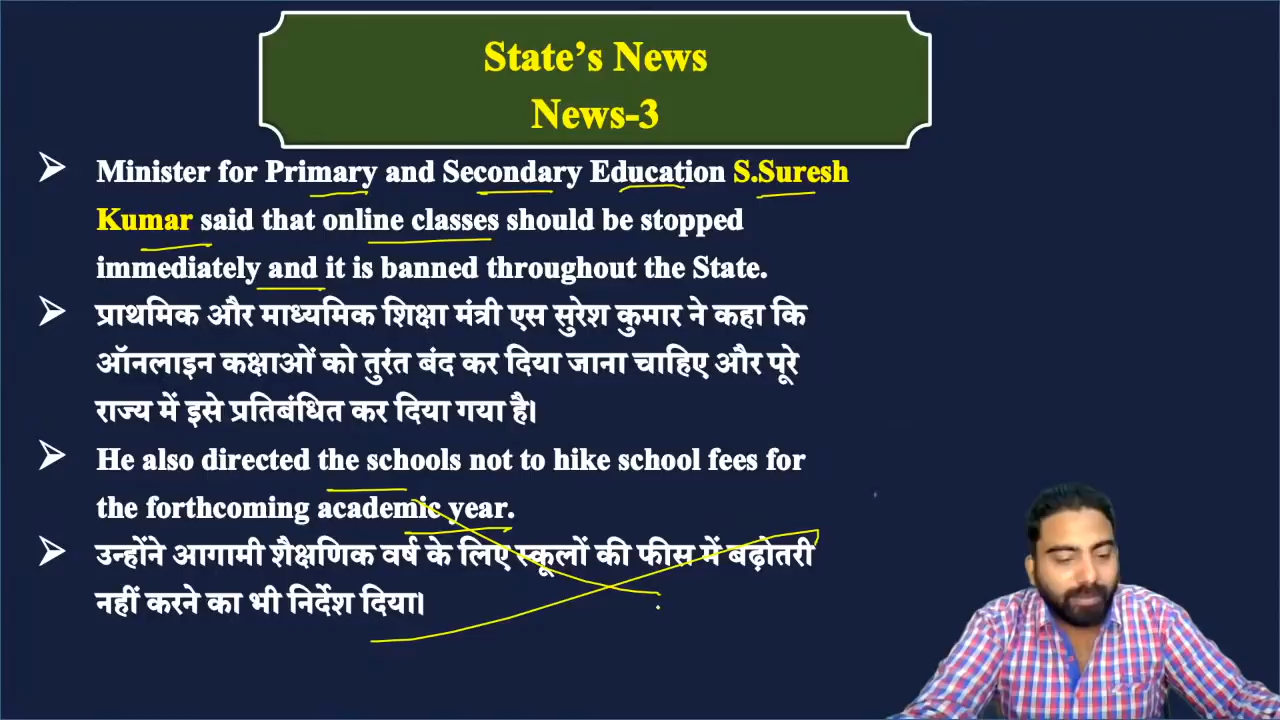 State’s News
News-3
➢ Minister for Primary and Secondary Education S.Suresh
Kumar said that online classes should be stopped
immediately and it is banned throughout the State.
➢ प्राथमिक और माध्यमिक शिक्षा मंत्री एस सुरेश कुमार ने कहा कि
ऑनलाइन कक्षाओं को तुरंत बंद कर दिया जाना चाहिए और पूरे
राज्य में इसे प्रतिबंधित कर दिया गया है।
➢ He also directed the schools not to hike school fees for
the forthcoming academic year.
➢ उन्होंने आगामी शैक्षणिक वर्ष के लिए स्कूलों की फीस में बढ़ोतरी
नहीं करने का भी निर्देश दिया।